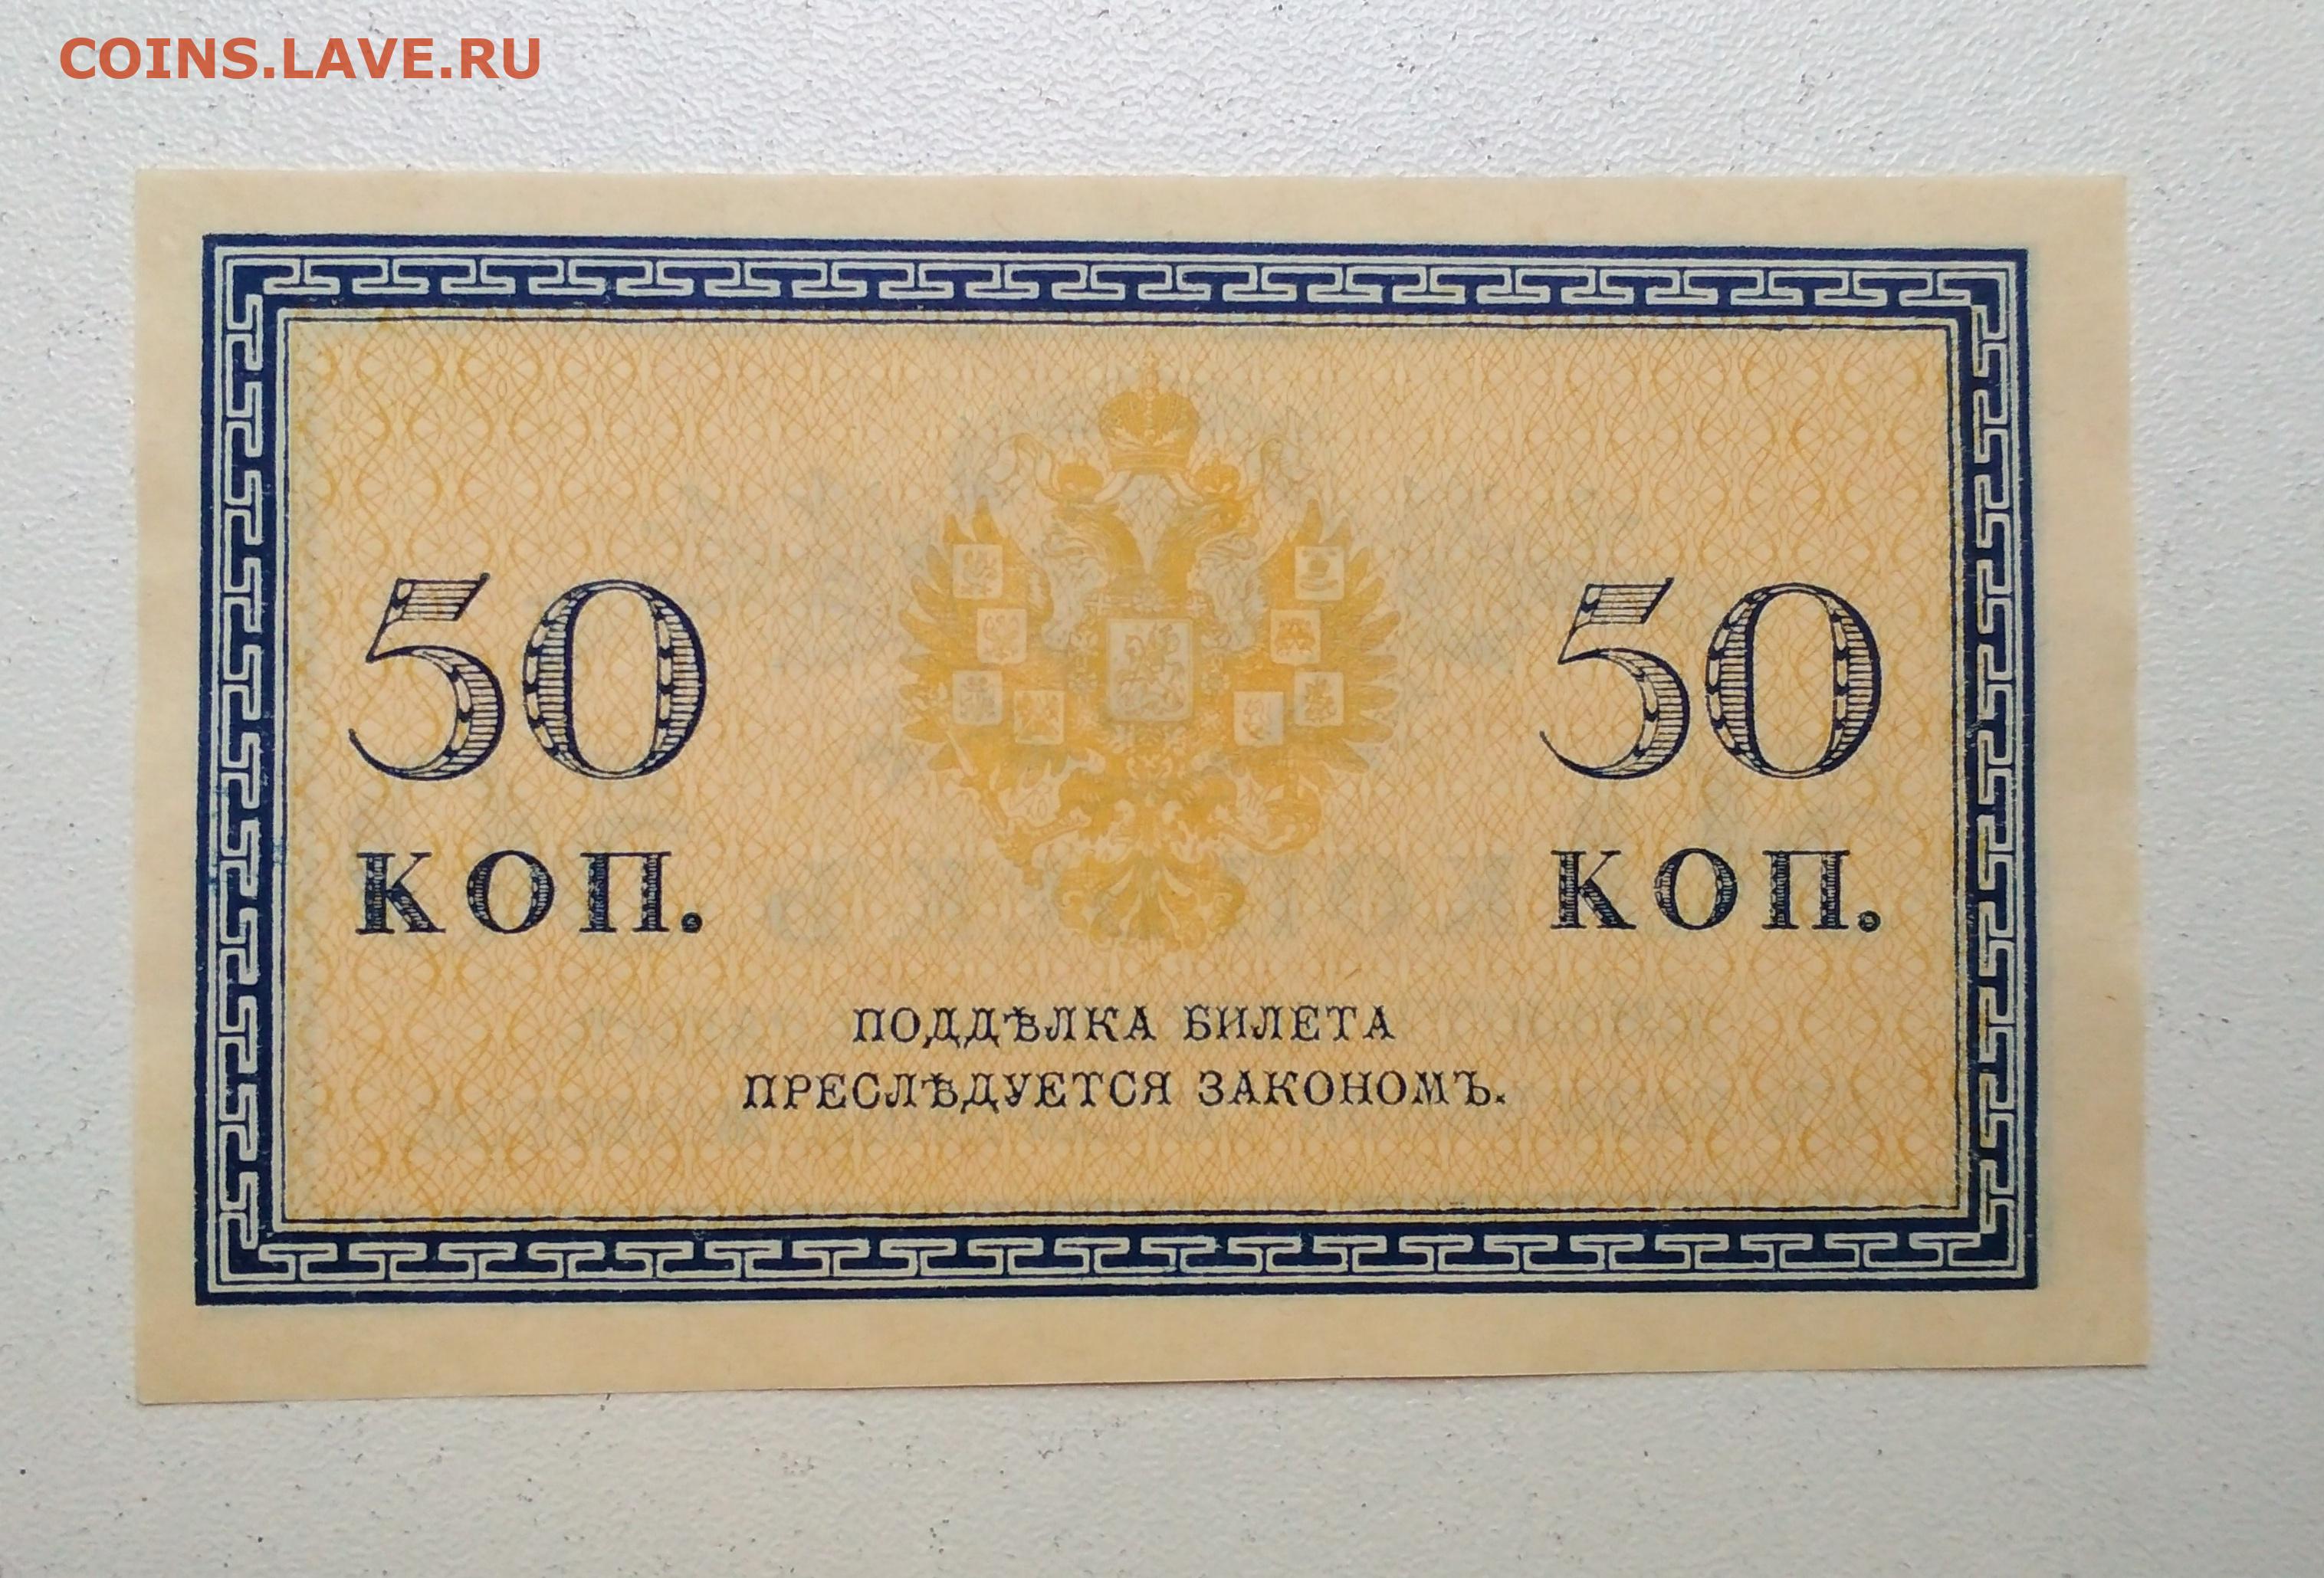 COINS.LAVE.RU
50 50
КОП. КОП.
ПОДДѢЛКА БИЛЕТА
ПРЕСЛѢДУЕТСЯ ЗАКОНОМЪ.